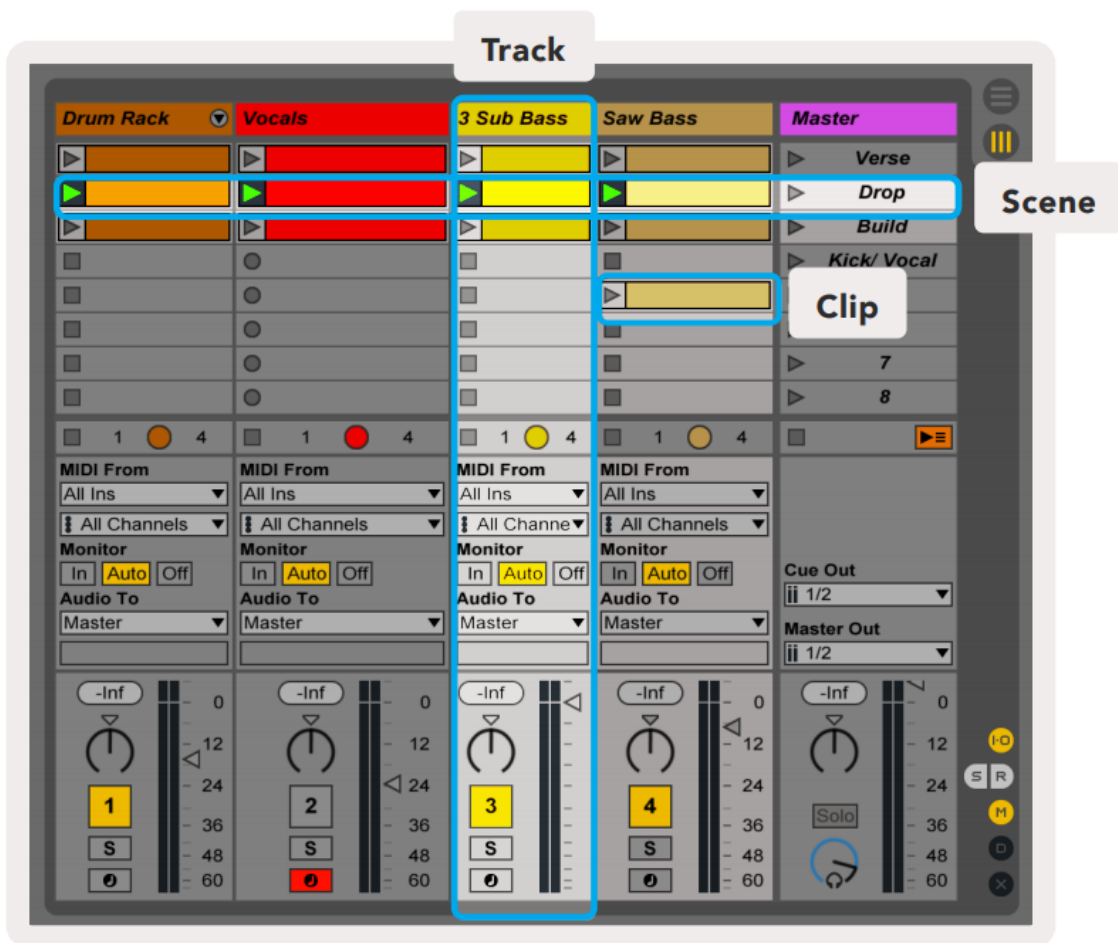 Track
Drum Rack Vocals 3 Sub Bass Saw Bass Master
Verse
Drop
Scene
Build
Kick/ Vocal
Clip
7
8
1 4 1 4 1 4 1 4
MIDI From MIDI From MIDI From MIDI From
All Ins All Ins All Ins All Ins
All Channels All Channels All Channe All Channels
Monitor Monitor Monitor Monitor
In Auto Off In Auto Off In Auto Off In Auto Off
Cue Out
1/2
Audio To Audio To Audio To Audio To
Master Master Master Master
Master Out
1/2
-Inf -Inf -Inf -Inf -Inf
0 0 0 0
12 12 12 12
I-O
S R
24 24 24 24
1 2 3 4 Solo
M
36 36 36 36
S S S S
D
48 48 48 48
60 60 60 60
X